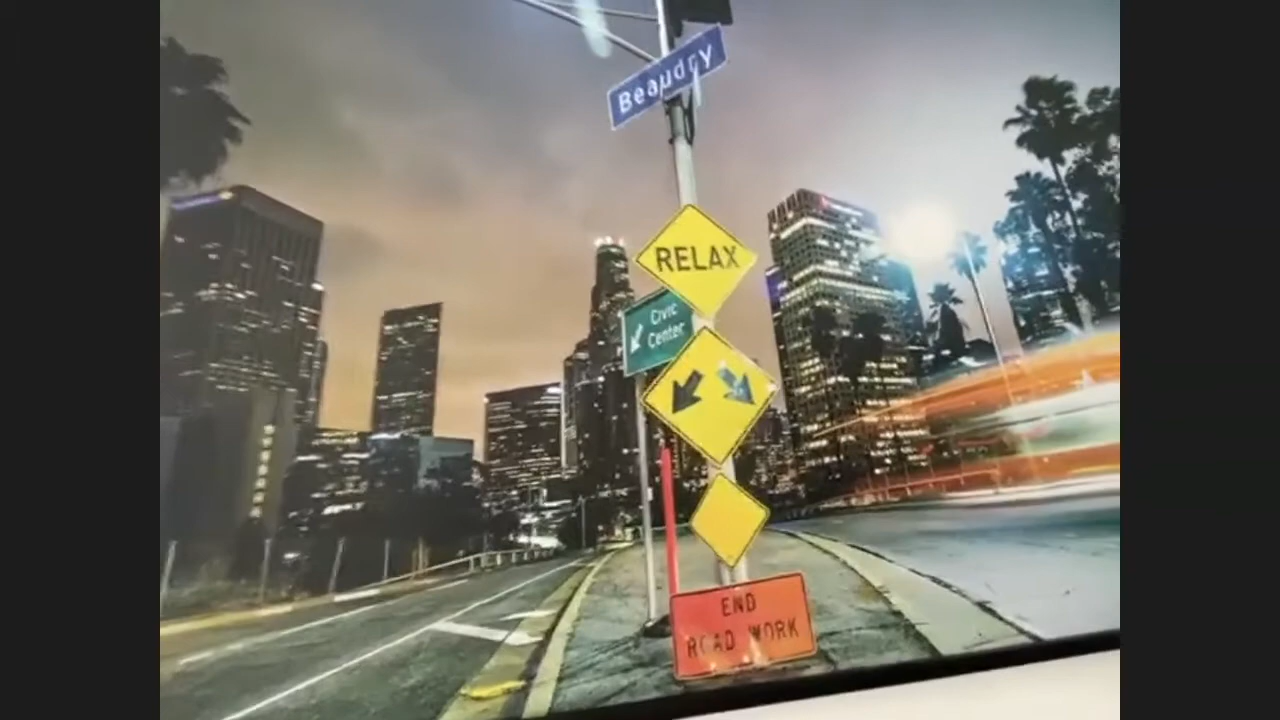 Beaudry
RELAX
Civic
Center
END
ROAD WORK